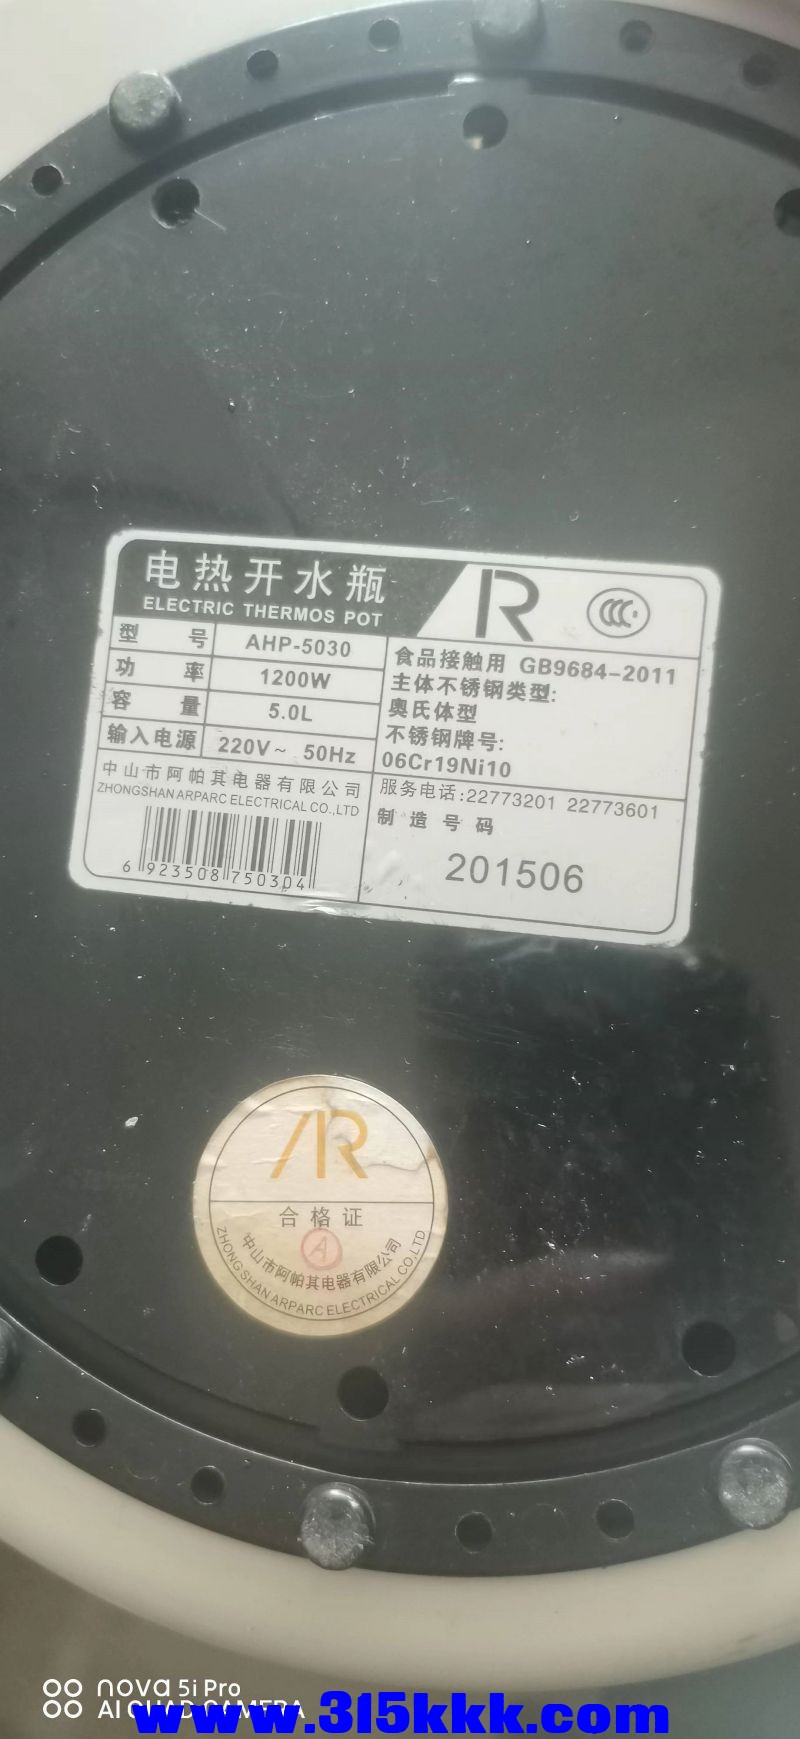 电热开水瓶
ELECTRIC THERMOS POT
R
CCC
型 号 AHP-5030
功 率 1200W
容 量 5.0L
输入电源 220V~ 50Hz
食品接触用 GB9684-2011
主体不锈钢类型:
奥氏体型
不锈钢牌号:
06Cr19Ni10
中山市阿帕其电器有限公司
ZHONGSHAN ARPARC ELECTRICAL CO.,LTD
6 923508 750304
服务电话:22773201 22773601
制造号码
201506
AR
合格证
A
中山市阿帕其电器有限公司
ZHONG SHAN ARPARC ELECTRICAL CO.,LTD
nova 5i Pro
AI QUAD CAMERA
www.315kkk.com